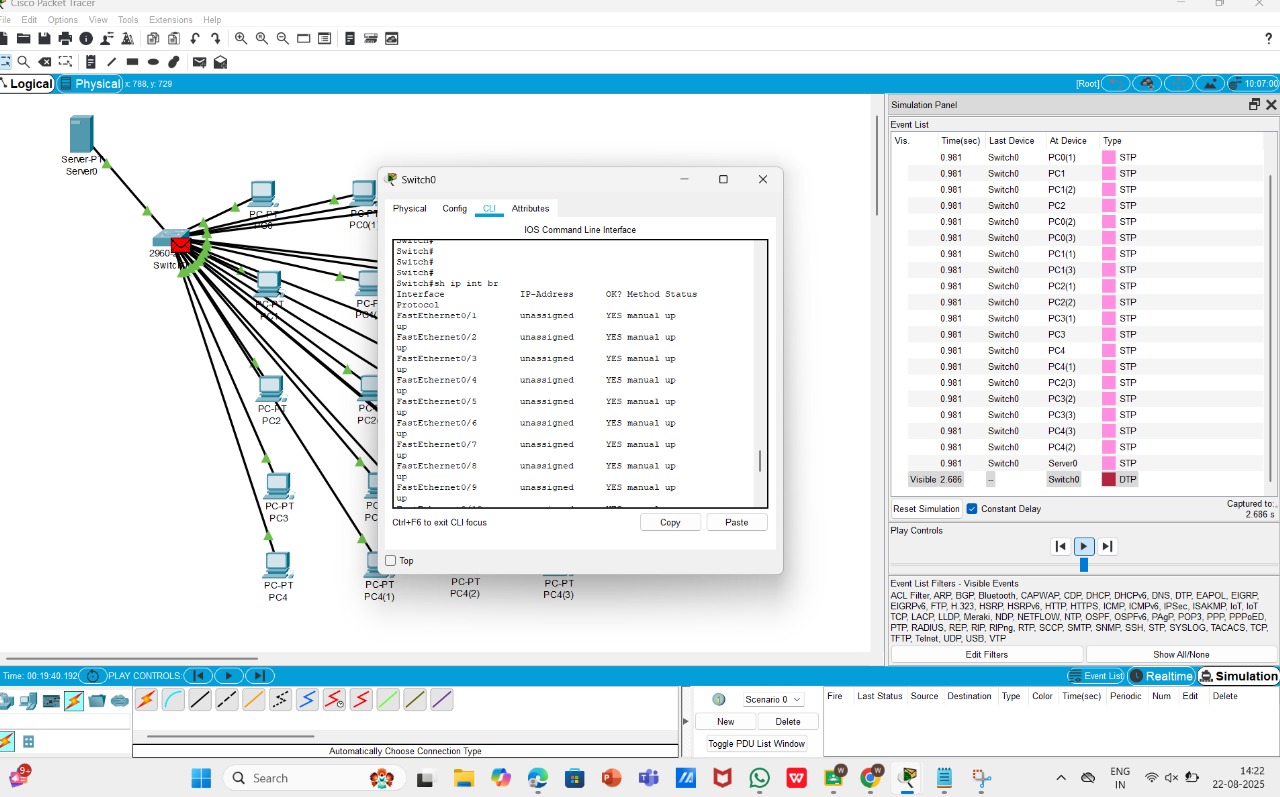 Cisco Packet Tracer
File Edit Options View Tools Extensions Help
?
Logical Physical x: 788, y: 729 [Root] 10:07:00
Server-PT
Server0
2960-
Switch
PC-PT
PC0
PC-PT
PC0(1)
PC-PT
PC1
PC-P
PC1(
PC-PT
PC2
PC-
PC2(
PC-PT
PC3
PC-
PC
PC-PT
PC4
PC-PT
PC4(1)
PC-PT
PC4(2)
PC-PT
PC4(3)
Switch0
Physical Config CLI Attributes
IOS Command Line Interface
Switch#
Switch#
Switch#
Switch#
Switch#sh ip int br
Interface IP-Address OK? Method Status
Protocol
FastEthernet0/1 unassigned YES manual up
up
FastEthernet0/2 unassigned YES manual up
up
FastEthernet0/3 unassigned YES manual up
up
FastEthernet0/4 unassigned YES manual up
up
FastEthernet0/5 unassigned YES manual up
up
FastEthernet0/6 unassigned YES manual up
up
FastEthernet0/7 unassigned YES manual up
up
FastEthernet0/8 unassigned YES manual up
up
FastEthernet0/9 unassigned YES manual up
up
Ctrl+F6 to exit CLI focus Copy Paste
Top
Simulation Panel
Event List
Vis. Time(sec) Last Device At Device Type
0.981 Switch0 PC0(1) STP
0.981 Switch0 PC1 STP
0.981 Switch0 PC1(2) STP
0.981 Switch0 PC2 STP
0.981 Switch0 PC0(2) STP
0.981 Switch0 PC0(3) STP
0.981 Switch0 PC1(1) STP
0.981 Switch0 PC1(3) STP
0.981 Switch0 PC2(1) STP
0.981 Switch0 PC2(2) STP
0.981 Switch0 PC3(1) STP
0.981 Switch0 PC3 STP
0.981 Switch0 PC4 STP
0.981 Switch0 PC4(1) STP
0.981 Switch0 PC2(3) STP
0.981 Switch0 PC3(2) STP
0.981 Switch0 PC3(3) STP
0.981 Switch0 PC4(3) STP
0.981 Switch0 PC4(2) STP
0.981 Switch0 Server0 STP
Visible 2.686 -- Switch0 DTP
Reset Simulation Constant Delay Captured to:
2.686 s
Play Controls
Event List Filters - Visible Events
ACL Filter, ARP, BGP, Bluetooth, CAPWAP, CDP, DHCP, DHCPv6, DNS, DTP, EAPOL, EIGRP,
EIGRPv6, FTP, H.323, HSRP, HSRPv6, HTTP, HTTPS, ICMP, ICMPv6, IPSec, ISAKMP, IoT, IoT
TCP, LACP, LLDP, Meraki, NDP, NETFLOW, NTP, OSPF, OSPFv6, PAgP, POP3, PPP, PPPoED,
PTP, RADIUS, REP, RIP, RIPng, RTP, SCCP, SMTP, SNMP, SSH, STP, SYSLOG, TACACS, TCP,
TFTP, Telnet, UDP, USB, VTP
Edit Filters Show All/None
Time: 00:19:40.192 PLAY CONTROLS: Event List Realtime Simulation
Automatically Choose Connection Type
Scenario 0
New Delete
Toggle PDU List Window
Fire Last Status Source Destination Type Color Time(sec) Periodic Num Edit Delete
9+
Search
W
W
W
ENG
IN
14:22
22-08-2025